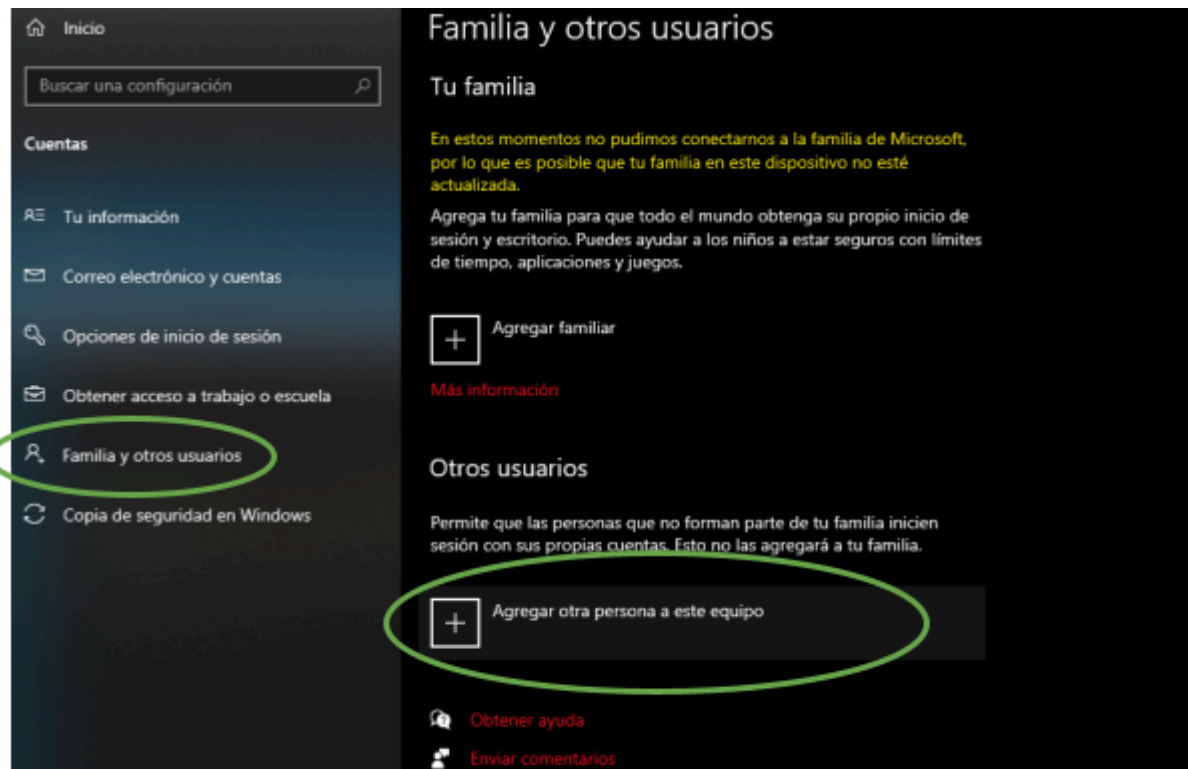 Inicio
Buscar una configuración
Cuentas
Tu información
Correo electrónico y cuentas
Opciones de inicio de sesión
Obtener acceso a trabajo o escuela
Familia y otros usuarios
Copia de seguridad en Windows
Familia y otros usuarios
Tu familia
En estos momentos no pudimos conectarnos a la familia de Microsoft,
por lo que es posible que tu familia en este dispositivo no esté
actualizada.
Agrega tu familia para que todo el mundo obtenga su propio inicio de
sesión y escritorio. Puedes ayudar a los niños a estar seguros con límites
de tiempo, aplicaciones y juegos.
Agregar familiar
Más información
Otros usuarios
Permite que las personas que no forman parte de tu familia inicien
sesión con sus propias cuentas. Esto no las agregará a tu familia.
Agregar otra persona a este equipo
Obtener ayuda
Enviar comentarios